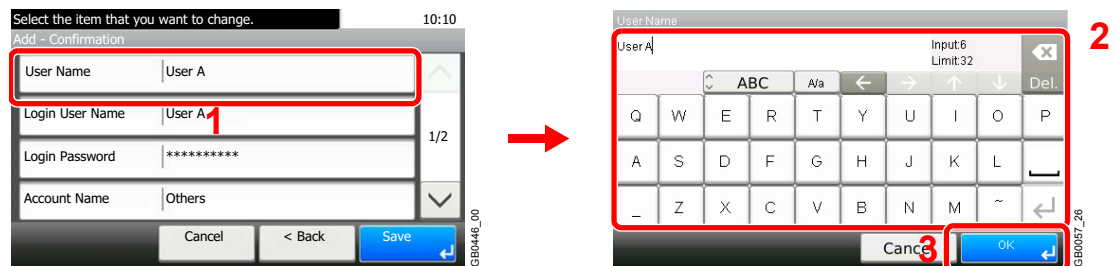 Select the item that you want to change. 10:10
Add - Confirmation
User Name User A
Login User Name User A
1
1/2
Login Password **********
Account Name Others
Cancel < Back Save
GB0446_00
User Name
2
User A Input:6
Limit:32
ABC A/a ← → ↑ ↓ Del.
Q W E R T Y U I O P
A S D F G H J K L
_ Z X C V B N M ~
Cancel 3 OK
GB0057_26